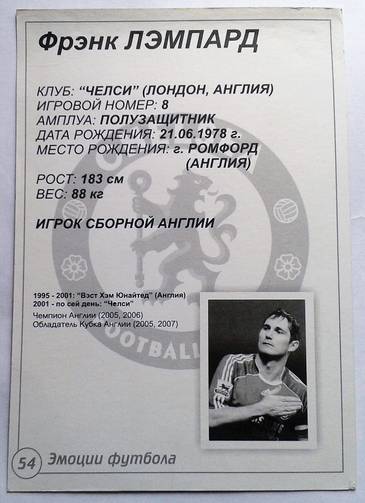 Фрэнк ЛЭМПАРД
КЛУБ: “ЧЕЛСИ” (ЛОНДОН, АНГЛИЯ)
ИГРОВОЙ НОМЕР: 8
АМПЛУА: ПОЛУЗАЩИТНИК
ДАТА РОЖДЕНИЯ: 21.06.1978 г.
МЕСТО РОЖДЕНИЯ: г. РОМФОРД
(АНГЛИЯ)
РОСТ: 183 см
ВЕС: 88 кг
ИГРОК СБОРНОЙ АНГЛИИ
1995 - 2001: “Вэст Хэм Юнайтед” (Англия)
2001 - по сей день: “Челси”
Чемпион Англии (2005, 2006)
Обладатель Кубка Англии (2005, 2007)
FOOTBALL
54 Эмоции футбола